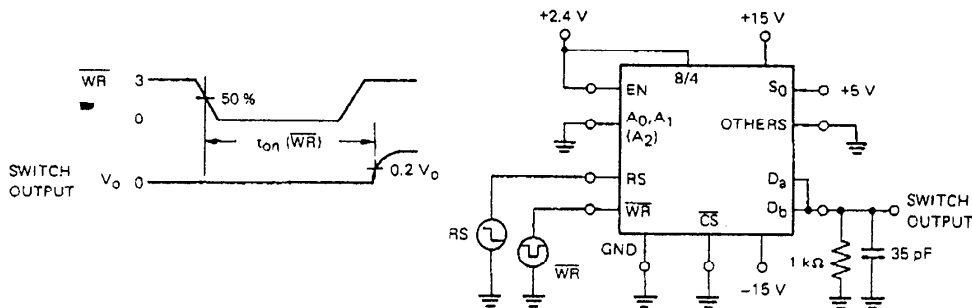 WR
3
0
50 %
ton (WR)
SWITCH
OUTPUT
Vo
0
0.2 Vo
+2.4 V
+15 V
8/4
EN
So
+5 V
A0, A1
(A2)
OTHERS
RS
Da
WR
CS
Db
SWITCH
OUTPUT
RS
WR
GND
-15 V
1 kΩ
35 pF